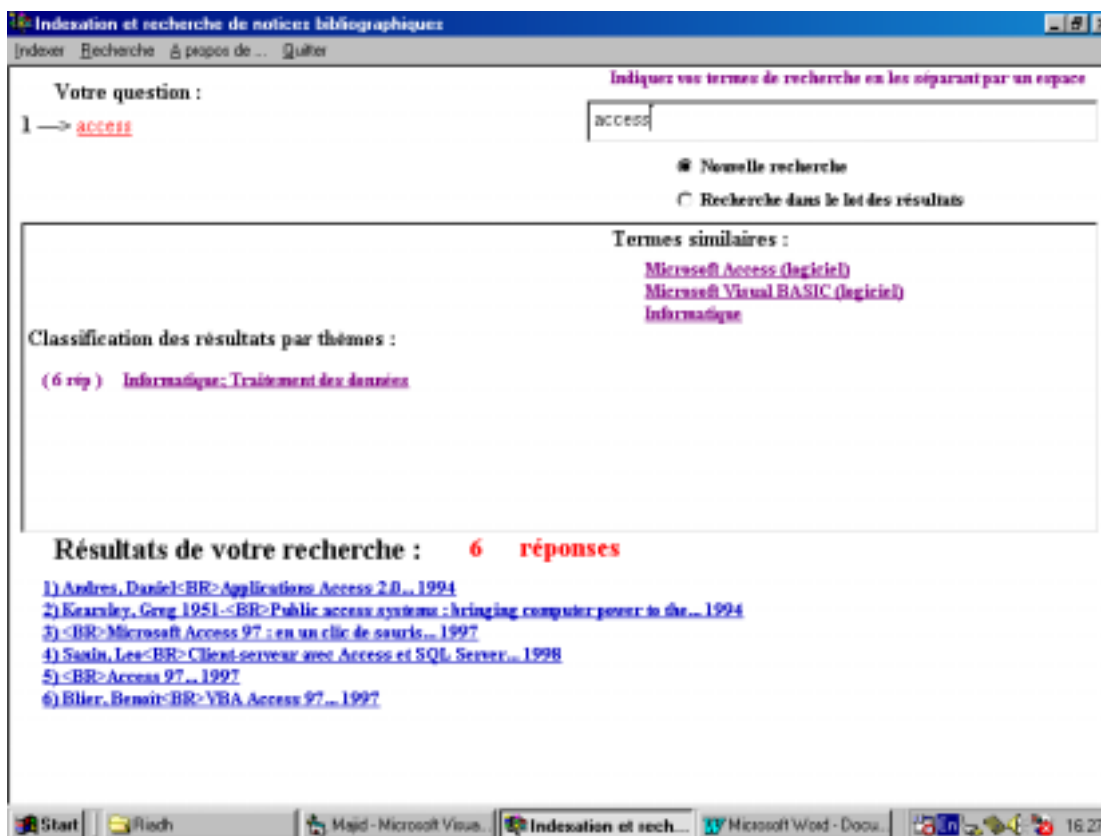 Indexation et recherche de notices bibliographiques
Indexer Recherche A propos de ... Quitter
Indiquez vos termes de recherche en les séparant par un espace
Votre question :
1 —> access
access
Nouvelle recherche
Recherche dans le lot des résultats
Termes similaires :
Microsoft Access (logiciel)
Microsoft Visual BASIC (logiciel)
Informatique
Classification des résultats par thèmes :
( 6 rép ) Informatique; Traitement des données
Résultats de votre recherche : 6 réponses
1) Andres, Daniel<BR>Applications Access 2.0... 1994
2) Kearsley, Greg 1951-<BR>Public access systems : bringing computer power to the... 1994
3) <BR>Microsoft Access 97 : en un clic de souris... 1997
4) Sanin, Leo<BR>Client-serveur avec Access et SQL Server... 1998
5) <BR>Access 97... 1997
6) Blier, Benoit<BR>VBA Access 97... 1997
Start Riadh Majid - Microsoft Visua... Indexation et rech... Microsoft Word - Docu... En 16:27